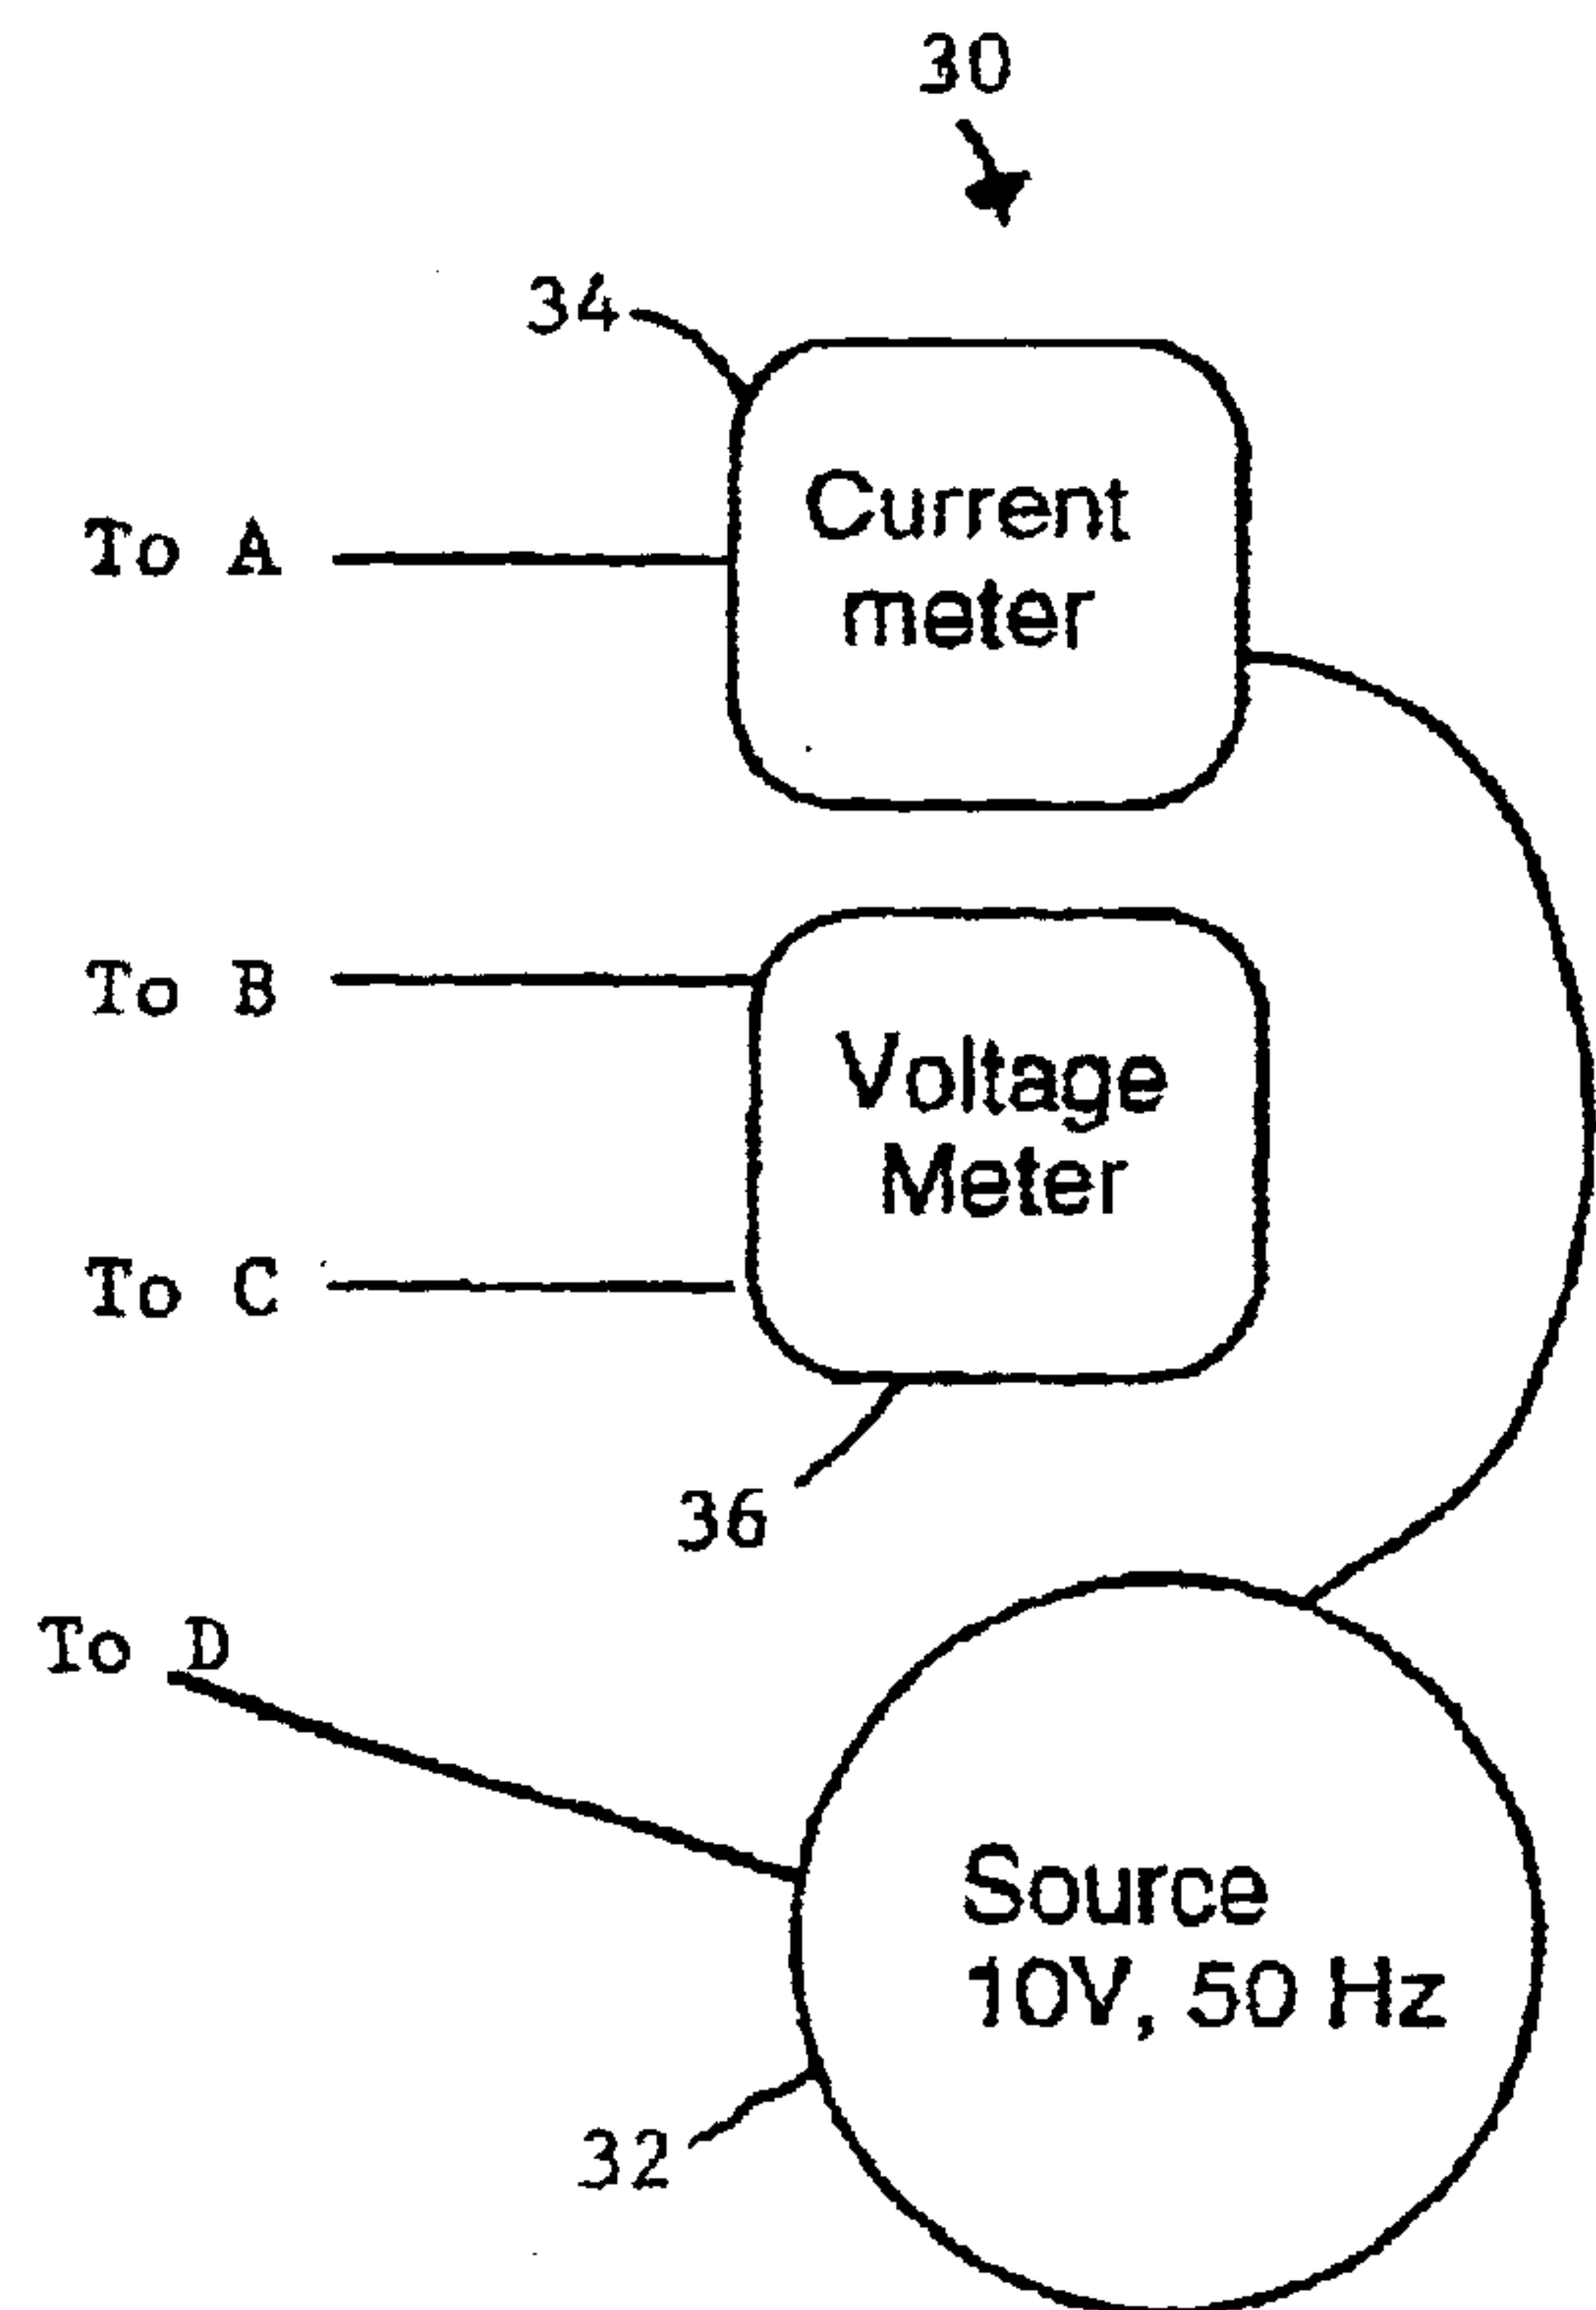 30
34
Current
meter
To A
To B
Voltage
Meter
To C
36
To D
Source
10V, 50 Hz
32